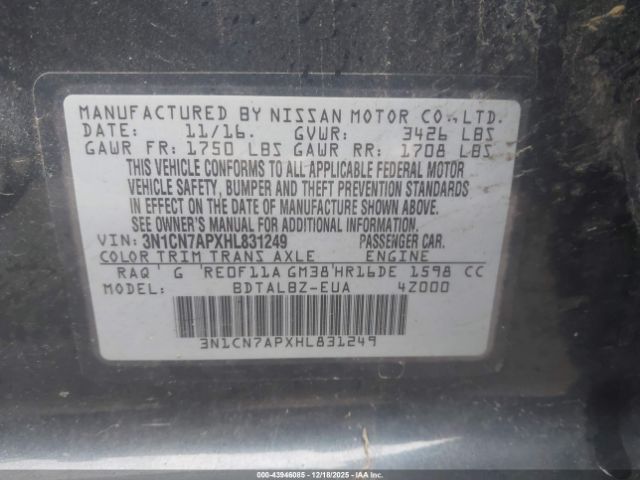 MANUFACTURED BY NISSAN MOTOR CO., LTD.
DATE: 11/16. GVWR: 3426 LBS
GAWR FR: 1750 LBS GAWR RR: 1708 LBS
THIS VEHICLE CONFORMS TO ALL APPLICABLE FEDERAL MOTOR
VEHICLE SAFETY, BUMPER AND THEFT PREVENTION STANDARDS
IN EFFECT ON THE DATE OF MANUFACTURE SHOWN ABOVE.
SEE OWNER'S MANUAL FOR ADDITIONAL INFORMATION.
VIN: 3N1CN7APXHL831249 PASSENGER CAR.
COLOR TRIM TRANS AXLE ENGINE
RAQ G RE0F11A GM38 HR16DE 1598 CC
BDTALBZ-EUA 4Z000
3N1CN7APXHL831249
000-43946085 - 12/18/2025 - IAAI.COM